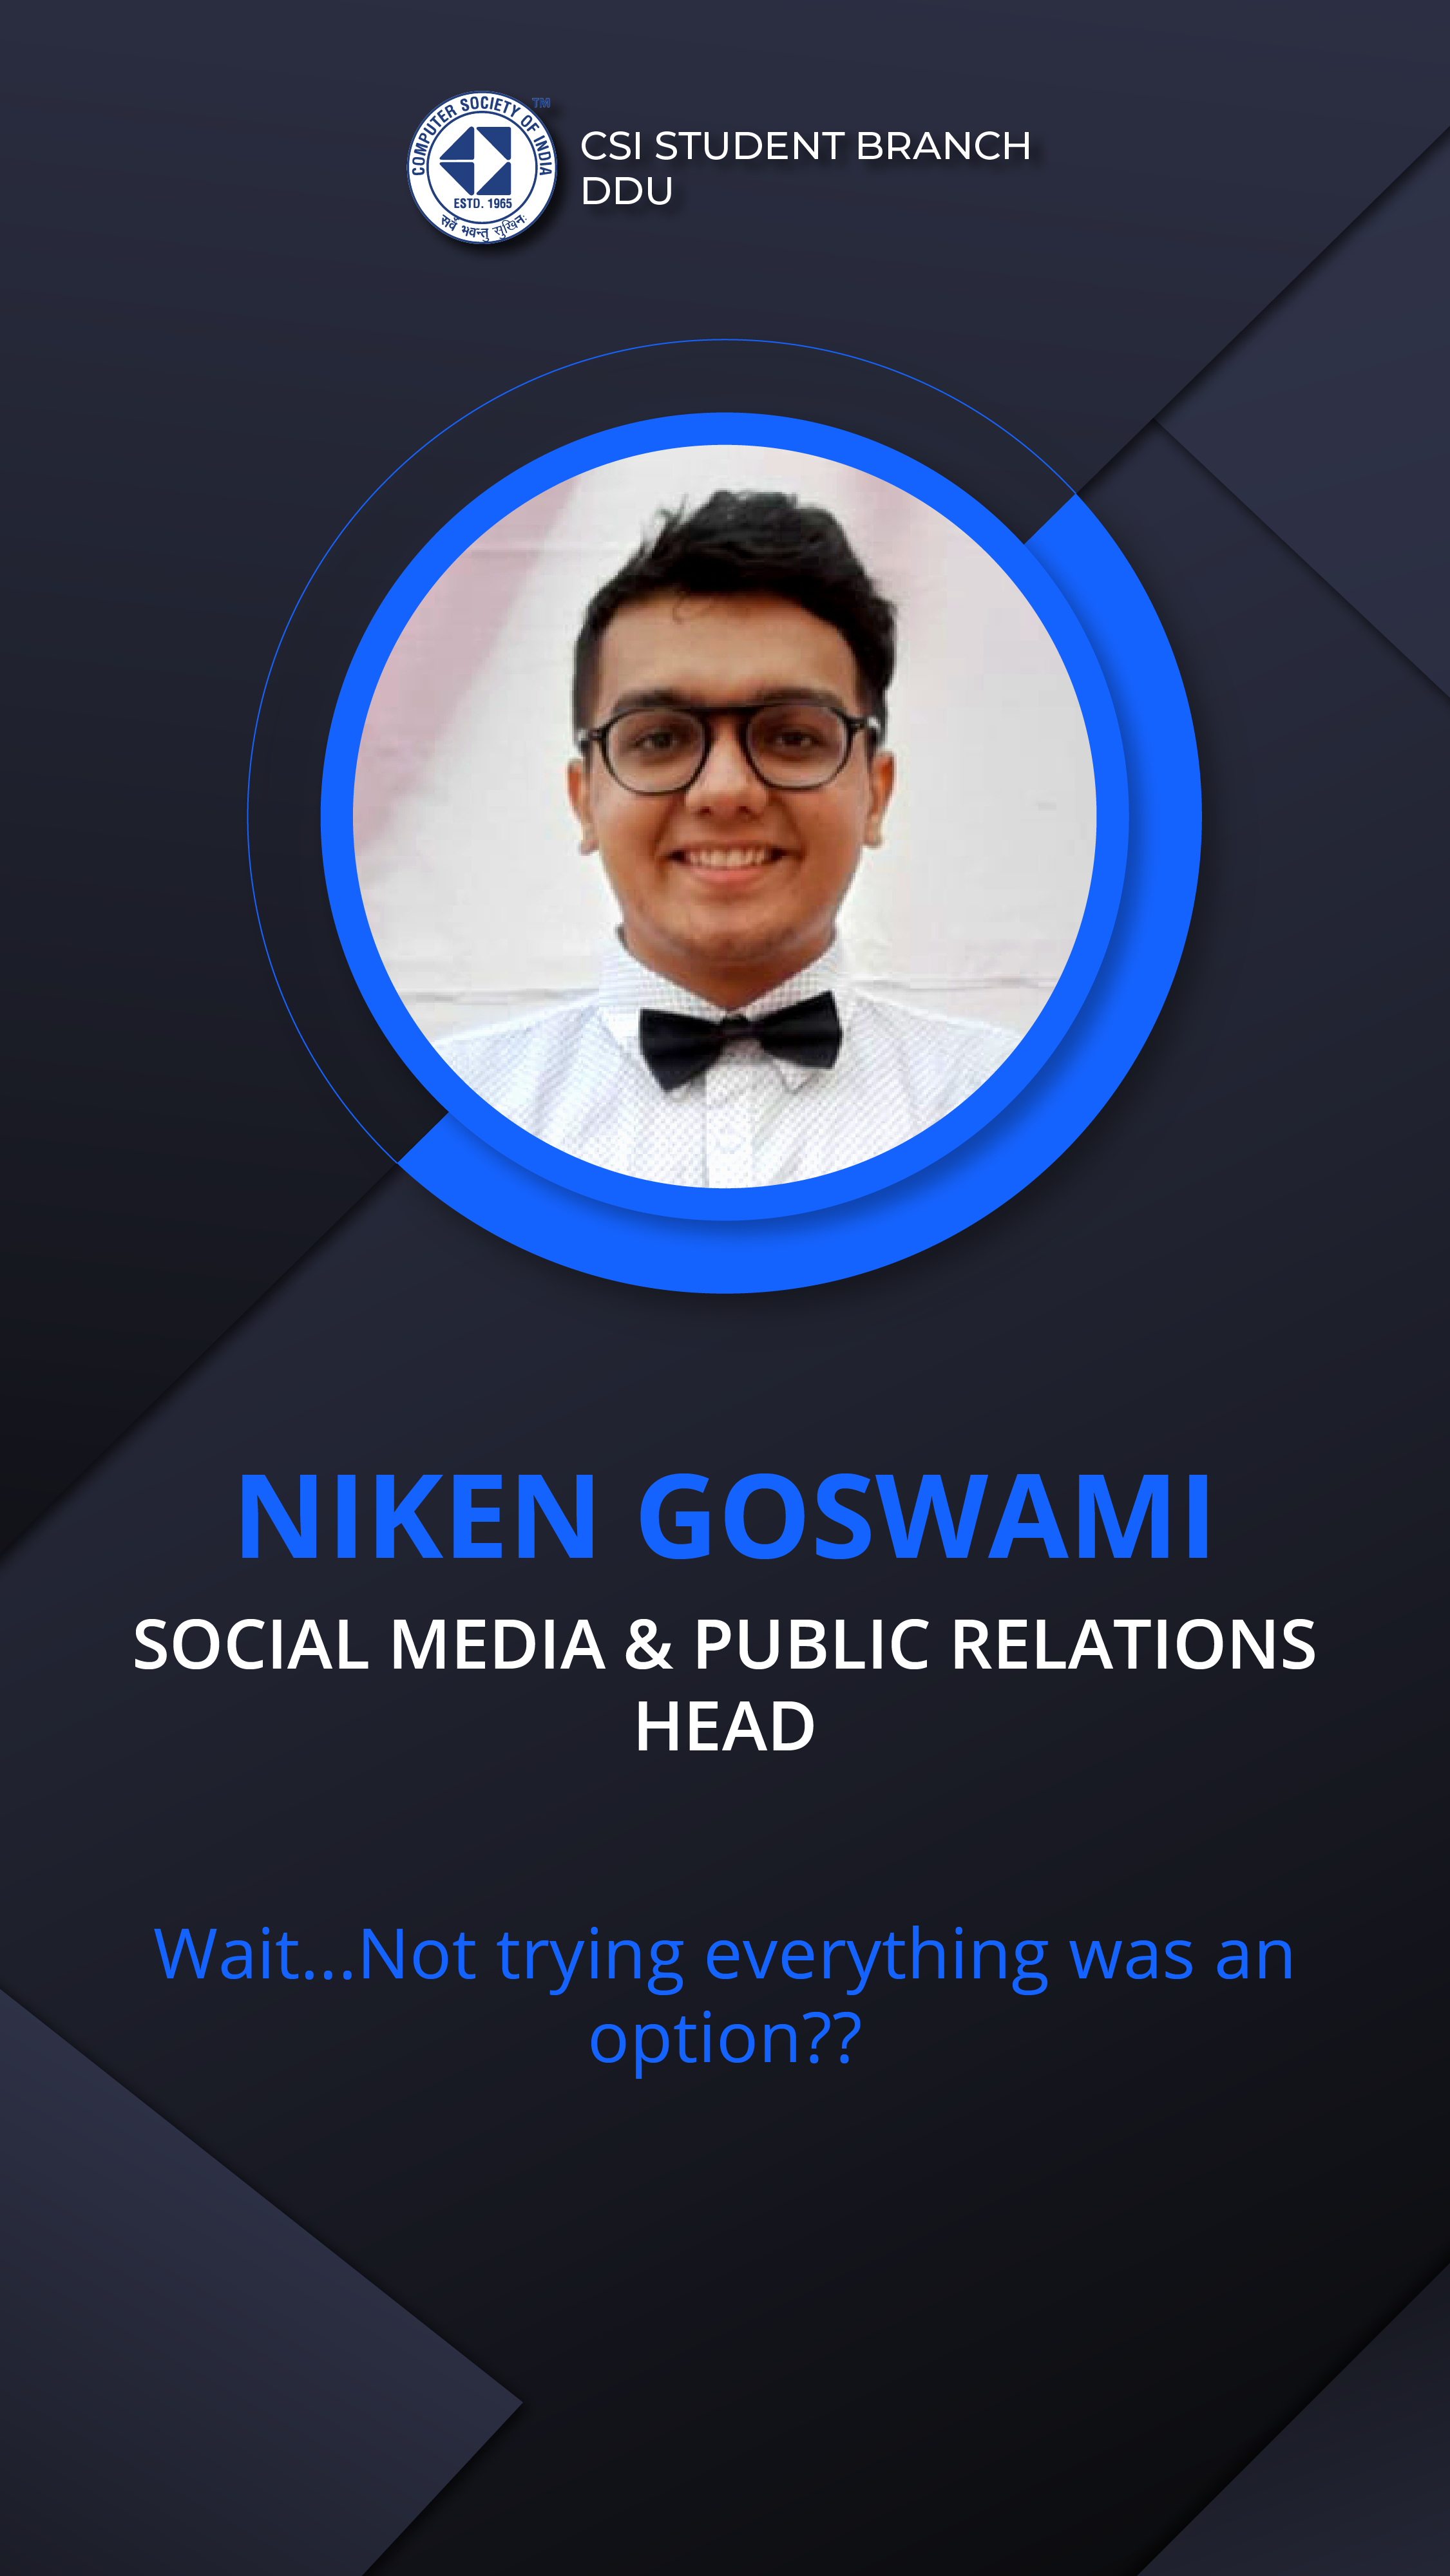 COMPUTER SOCIETY OF INDIA
TM
ESTD. 1965
सर्वे भवन्तु सुखिनः
CSI STUDENT BRANCH
DDU
NIKEN GOSWAMI
SOCIAL MEDIA & PUBLIC RELATIONS
HEAD
Wait...Not trying everything was an
option??